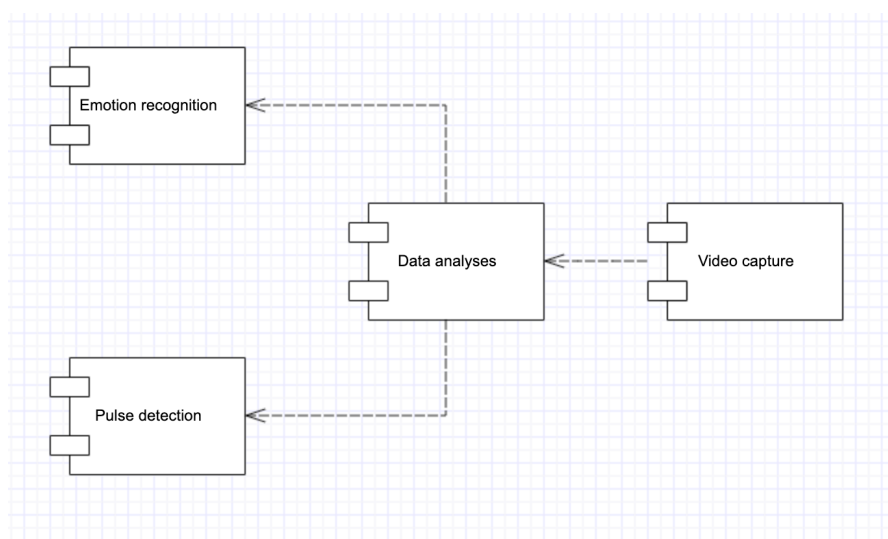 Emotion recognition
Data analyses
Video capture
Pulse detection